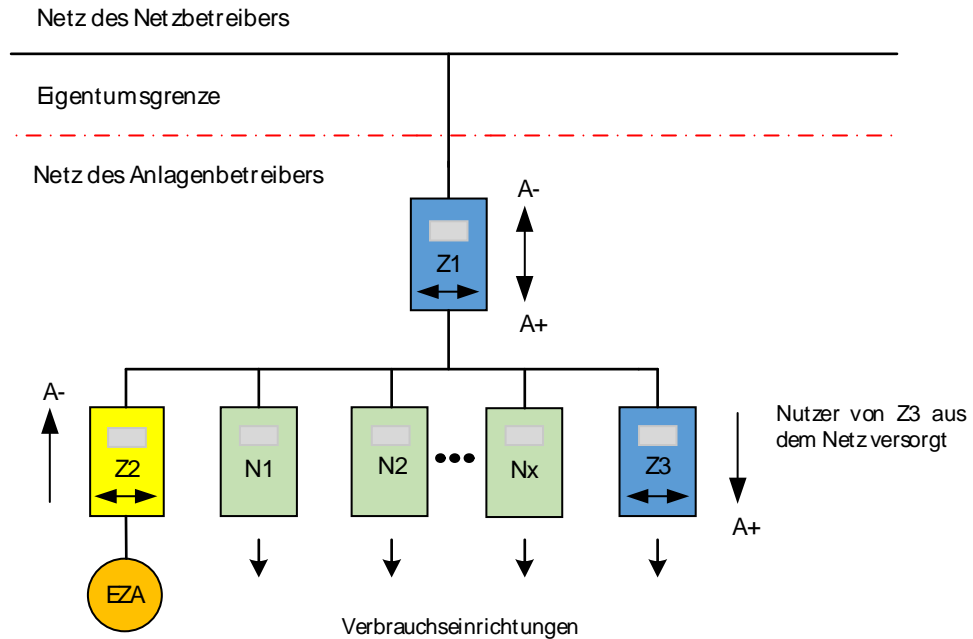 Netz des Netzbetreibers
Eigentumsgrenze
Netz des Anlagenbetreibers
A-
Z1
A+
A-
Z2
N1
N2
Nx
Z3
Nutzer von Z3 aus
dem Netz versorgt
A+
EZA
Verbrauchseinrichtungen